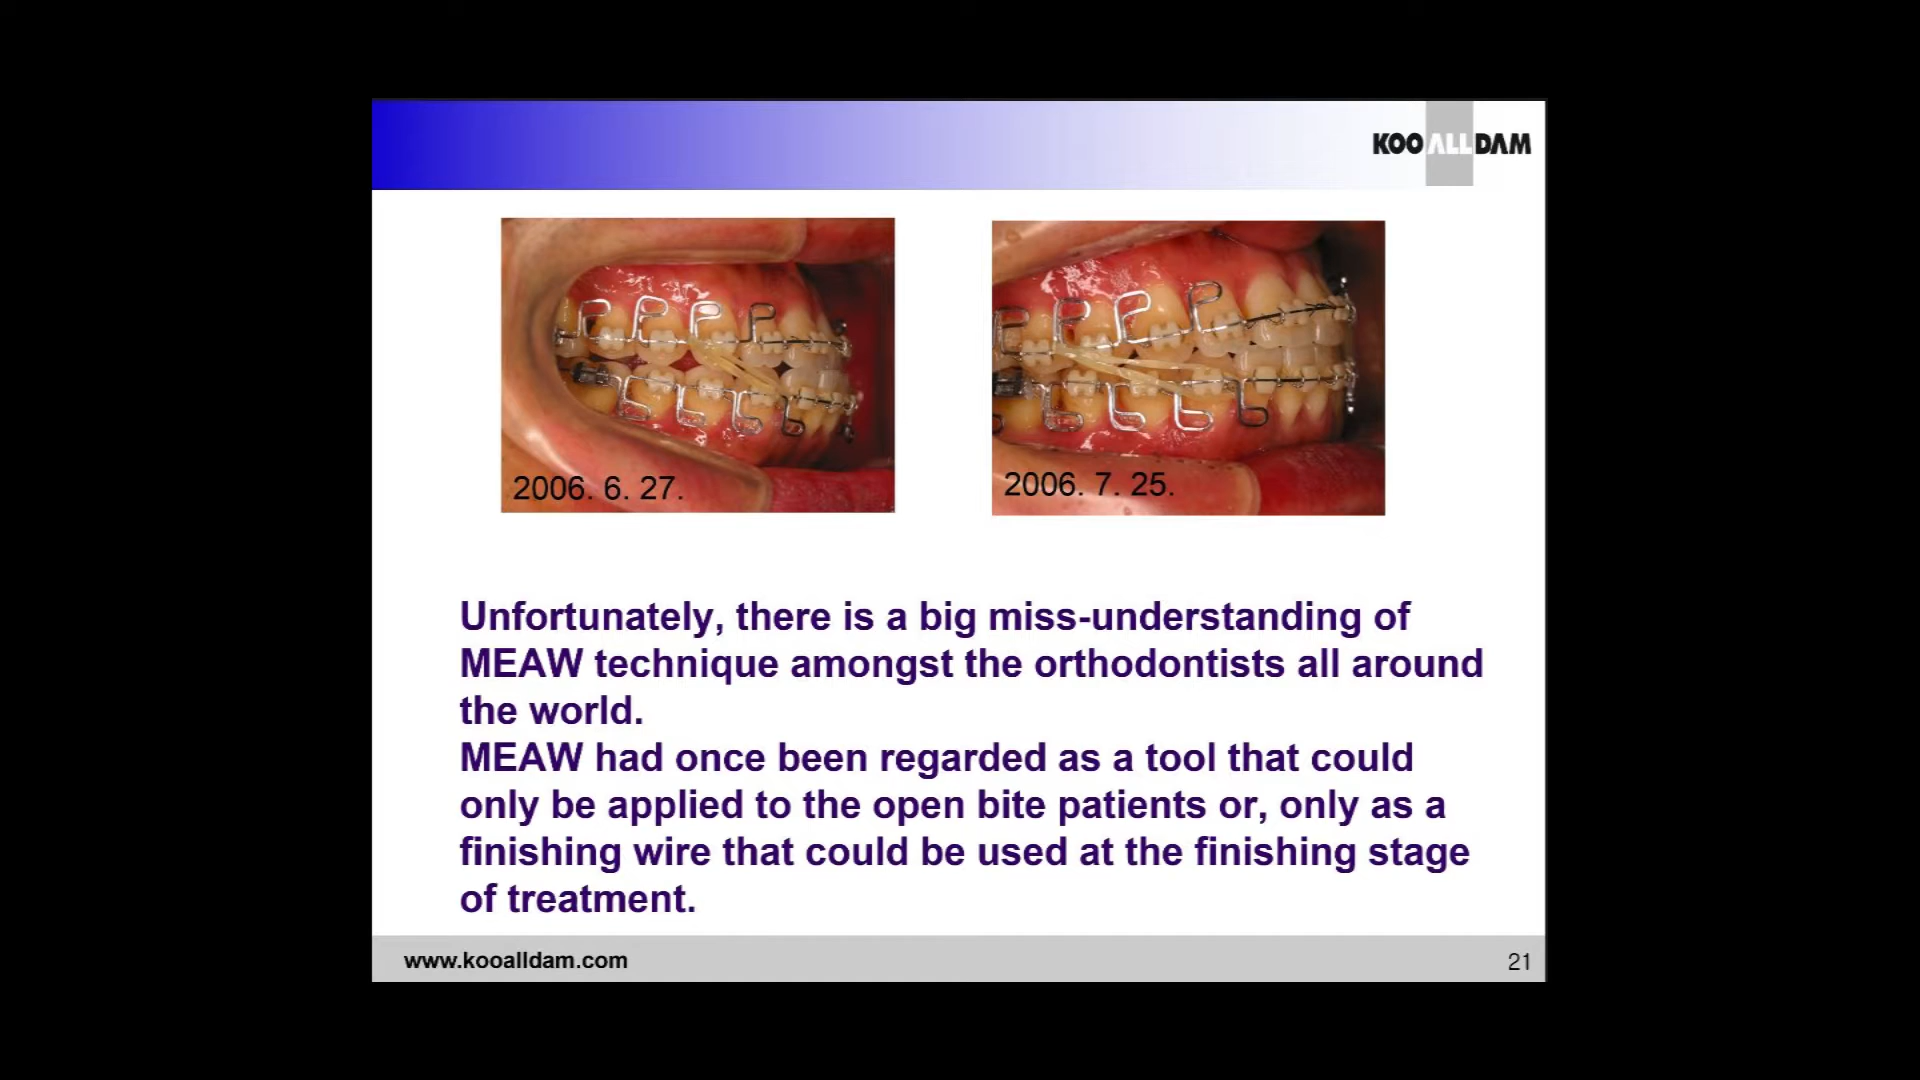 KOO ALL DAM
2006. 6. 27.
2006. 7. 25.
Unfortunately, there is a big miss-understanding of
MEAW technique amongst the orthodontists all around
the world.
MEAW had once been regarded as a tool that could
only be applied to the open bite patients or, only as a
finishing wire that could be used at the finishing stage
of treatment.
www.kooalldam.com
21